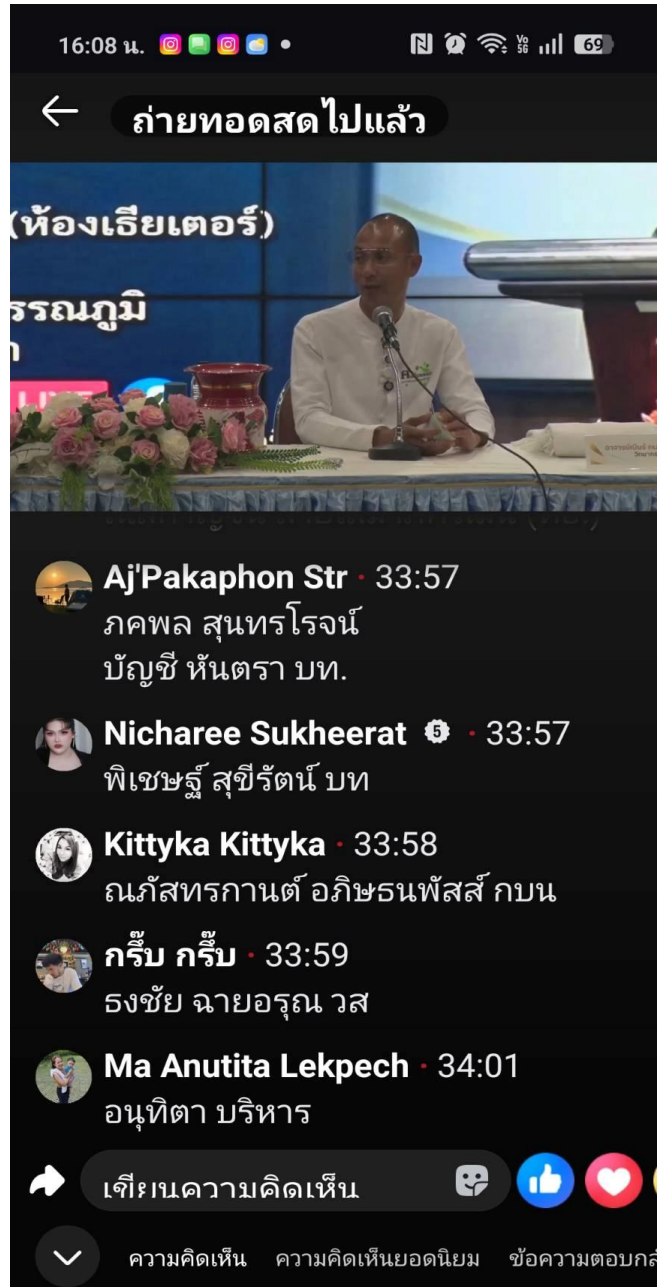 16:08 น.
Vo 5G
69
ถ่ายทอดสดไปแล้ว
(ห้องเธียเตอร์)
รรณภูมิ
า
LIVE
Aj'Pakaphon Str · 33:57
ภคพล สุนทรโรจน์
บัญชี หันตรา บท.
Nicharee Sukheerat 5 · 33:57
พิเชษฐ์ สุขีรัตน์ บท
Kittyka Kittyka · 33:58
ณภัสทรกานต์ อภิษธนพัสส์ กบน
กรึ๊บ กรึ๊บ · 33:59
ธงชัย ฉายอรุณ วส
Ma Anutita Lekpech · 34:01
อนุทิตา บริหาร
เขียนความคิดเห็น
ความคิดเห็น ความคิดเห็นยอดนิยม ข้อความตอบกลั